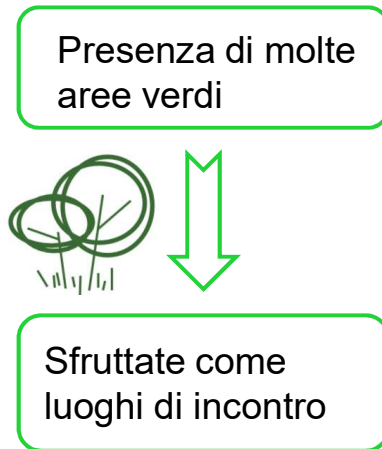 Presenza di molte
aree verdi
Sfruttate come
luoghi di incontro